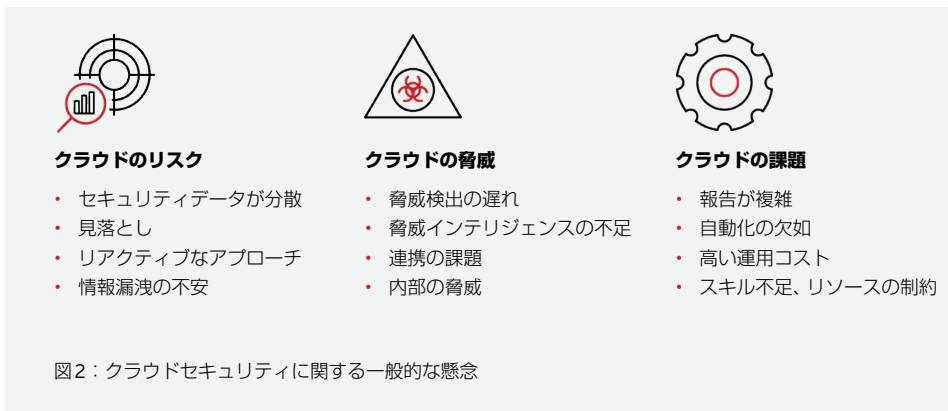 クラウドのリスク
• セキュリティデータが分散
• 見落とし
• リアクティブなアプローチ
• 情報漏洩の不安
クラウドの脅威
• 脅威検出の遅れ
• 脅威インテリジェンスの不足
• 連携の課題
• 内部の脅威
クラウドの課題
• 報告が複雑
• 自動化の欠如
• 高い運用コスト
• スキル不足、リソースの制約
図2：クラウドセキュリティに関する一般的な懸念